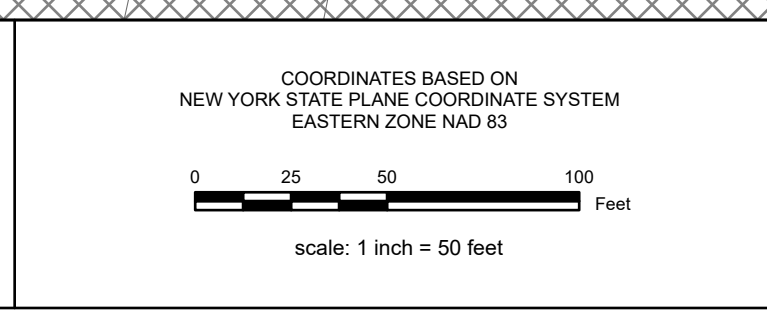 COORDINATES BASED ON
NEW YORK STATE PLANE COORDINATE SYSTEM
EASTERN ZONE NAD 83
0 25 50 100
Feet
scale: 1 inch = 50 feet